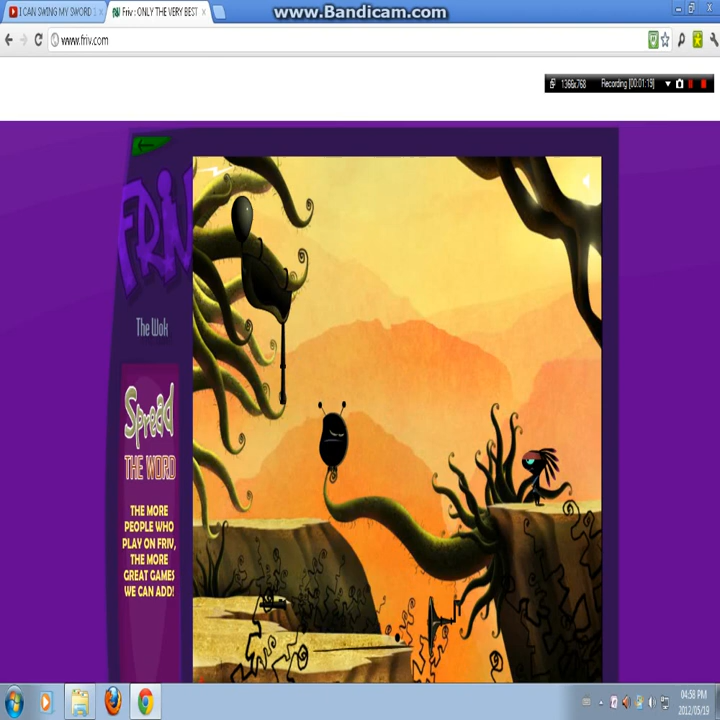 www.Bandicam.com
I CAN SWING MY SWORD
Friv : ONLY THE VERY BEST
www.friv.com
1366x768 Recording [00:01:19]
FRIV
The Wok
Spread
THE WORD
THE MORE
PEOPLE WHO
PLAY ON FRIV,
THE MORE
GREAT GAMES
WE CAN ADD!
04:58 PM
2012/05/19